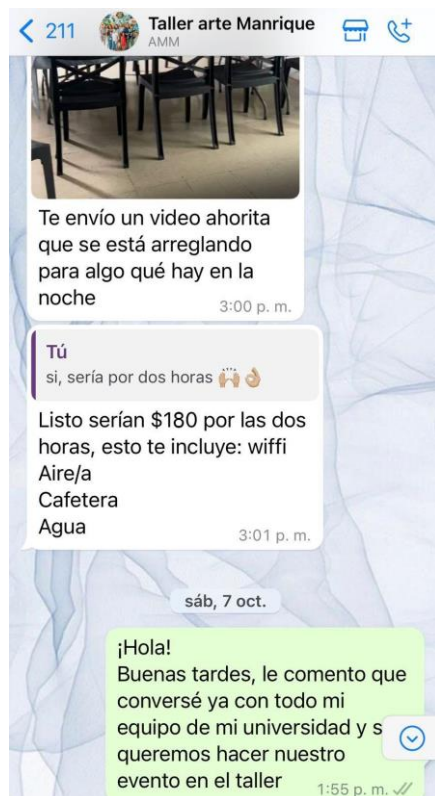 211
Taller arte Manrique
AMM
Te envío un video ahorita
que se está arreglando
para algo qué hay en la
noche
3:00 p. m.
Tú
si, sería por dos horas 🙌🏼👌🏼
Listo serían $180 por las dos
horas, esto te incluye: wiffi
Aire/a
Cafetera
Agua
3:01 p. m.
sáb, 7 oct.
¡Hola!
Buenas tardes, le comento que
conversé ya con todo mi
equipo de mi universidad y s
queremos hacer nuestro
evento en el taller
1:55 p. m.